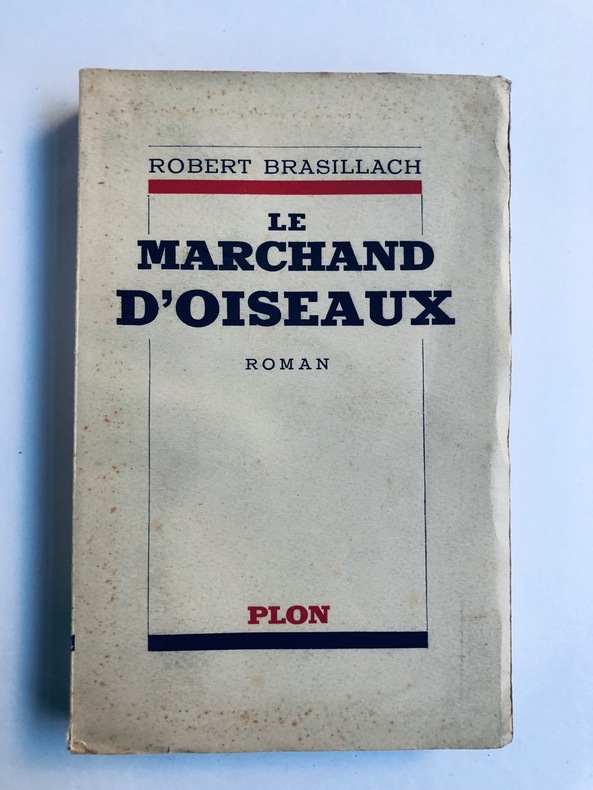 ROBERT BRASILLACH
LE
MARCHAND
D'OISEAUX
ROMAN
PLON